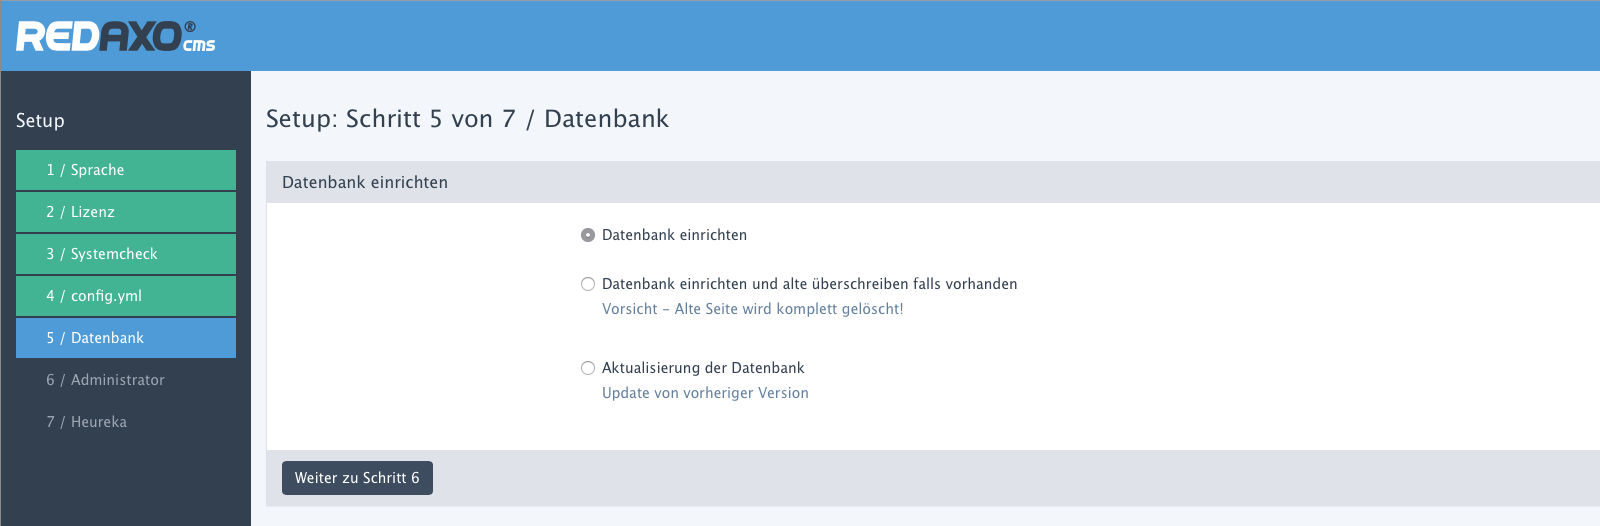 REDAXO® cms
Setup
1 / Sprache
2 / Lizenz
3 / Systemcheck
4 / config.yml
5 / Datenbank
6 / Administrator
7 / Heureka
Setup: Schritt 5 von 7 / Datenbank
Datenbank einrichten
Datenbank einrichten
Datenbank einrichten und alte überschreiben falls vorhanden
Vorsicht – Alte Seite wird komplett gelöscht!
Aktualisierung der Datenbank
Update von vorheriger Version
Weiter zu Schritt 6